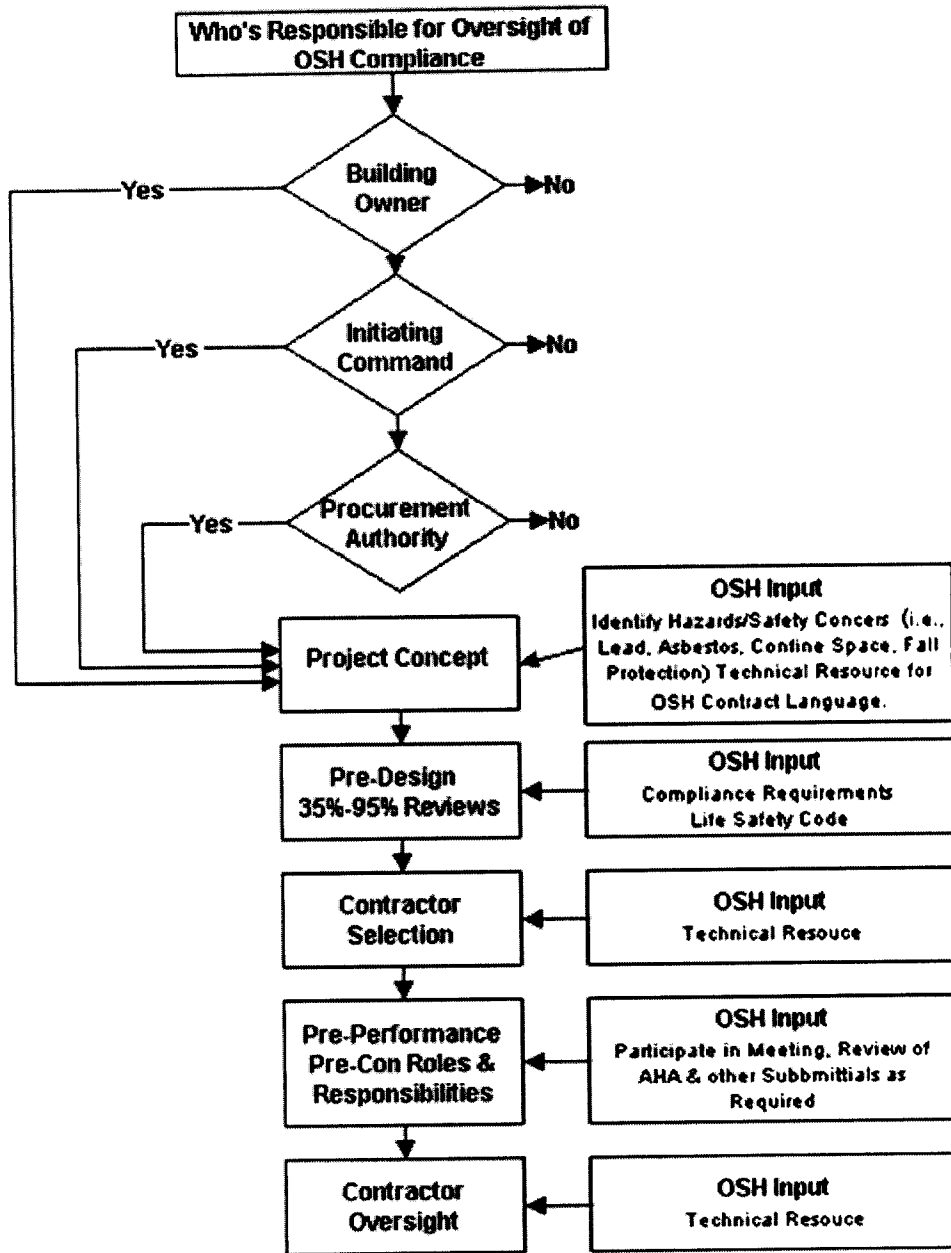 Who's Responsible for Oversight of
OSH Compliance
Building
Owner
Yes
No
Initiating
Command
Yes
No
Procurement
Authority
Yes
No
Project Concept
OSH Input
Identify Hazards/Safety Concers (i.e.,
Lead, Asbestos, Confine Space, Fall
Protection) Technical Resource for
OSH Contract Language.
Pre-Design
35%-95% Reviews
OSH Input
Compliance Requirements
Life Safety Code
Contractor
Selection
OSH Input
Technical Resouce
Pre-Performance
Pre-Con Roles &
Responsibilities
OSH Input
Participate in Meeting, Review of
AHA & other Subbmittials as
Required
Contractor
Oversight
OSH Input
Technical Resouce